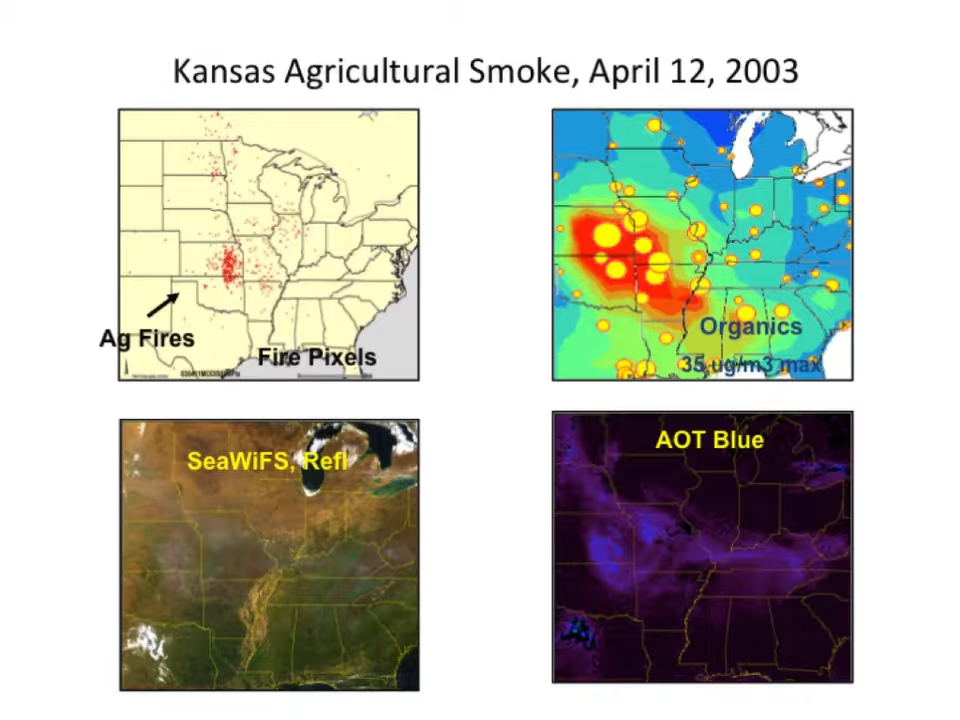 Kansas Agricultural Smoke, April 12, 2003
Ag Fires
Fire Pixels
Organics
35 ug/m3 max
SeaWiFS, Refl
AOT Blue